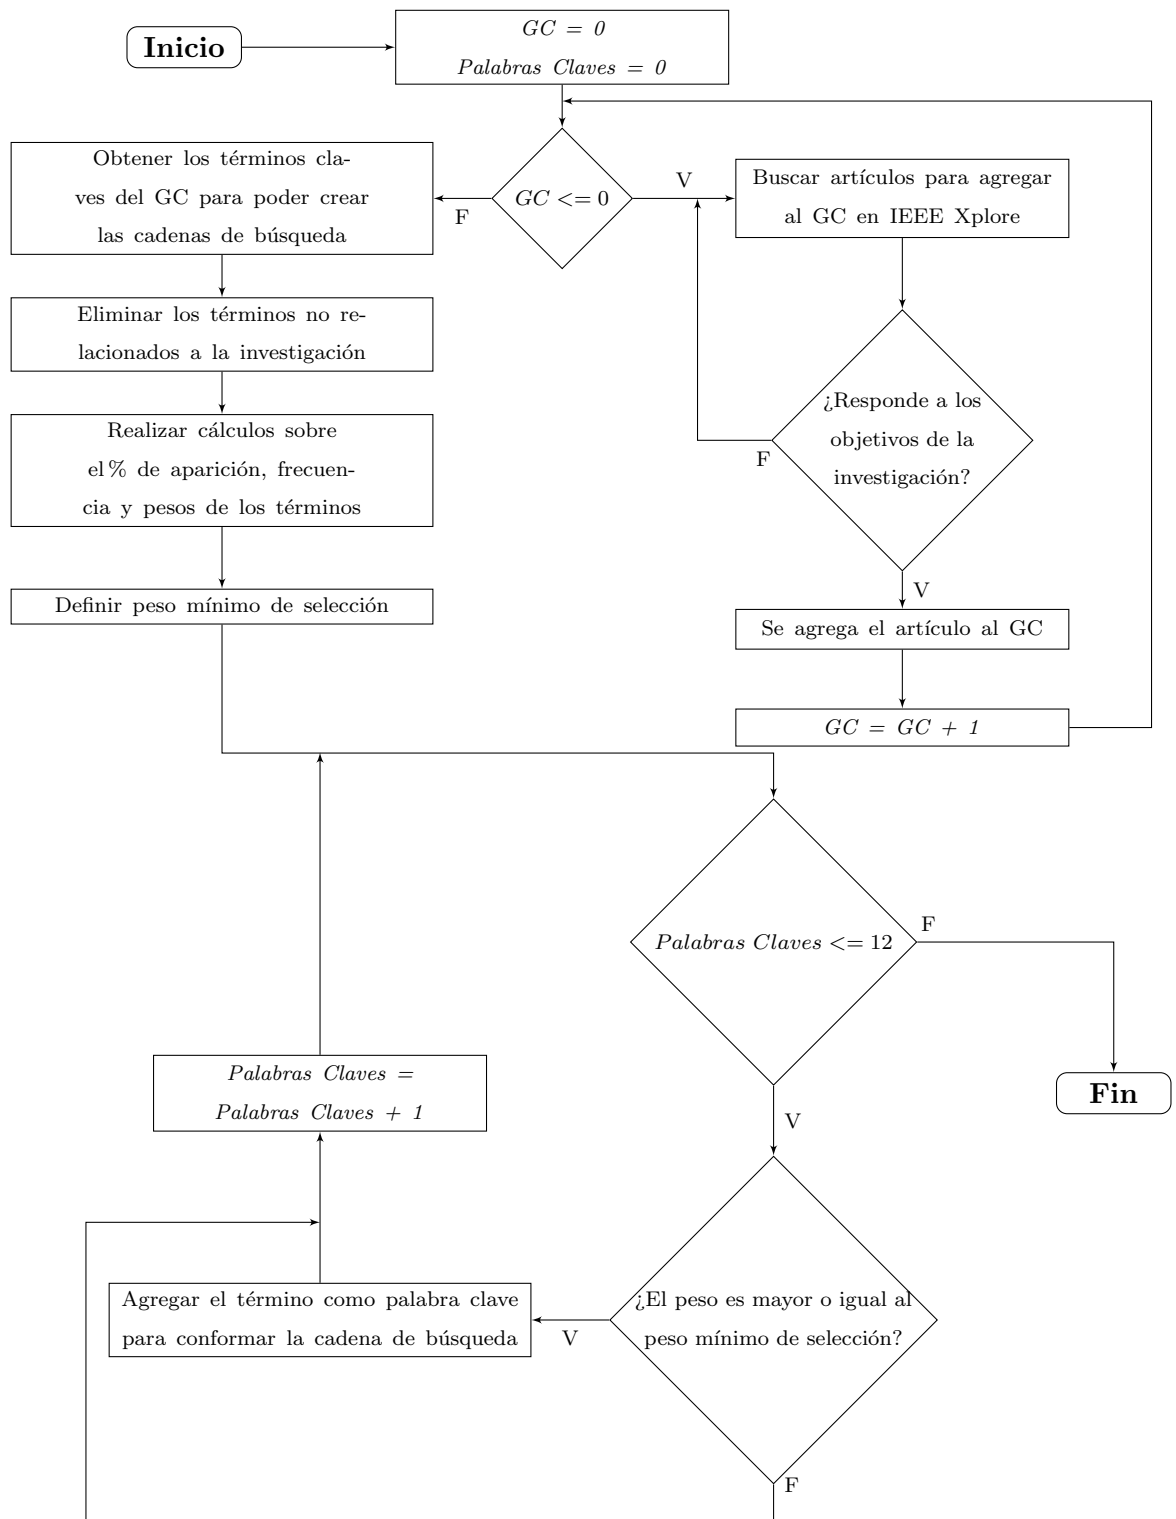 Inicio
GC = 0
Palabras Claves = 0
GC <= 0
V
F
Obtener los términos cla-
ves del GC para poder crear
las cadenas de búsqueda
Buscar artículos para agregar
al GC en IEEE Xplore
Eliminar los términos no re-
lacionados a la investigación
¿Responde a los
objetivos de la
investigación?
F
V
Realizar cálculos sobre
el % de aparición, frecuen-
cia y pesos de los términos
Definir peso mínimo de selección
Se agrega el artículo al GC
GC = GC + 1
Palabras Claves <= 12
F
V
Fin
Palabras Claves =
Palabras Claves + 1
¿El peso es mayor o igual al
peso mínimo de selección?
V
F
Agregar el término como palabra clave
para conformar la cadena de búsqueda